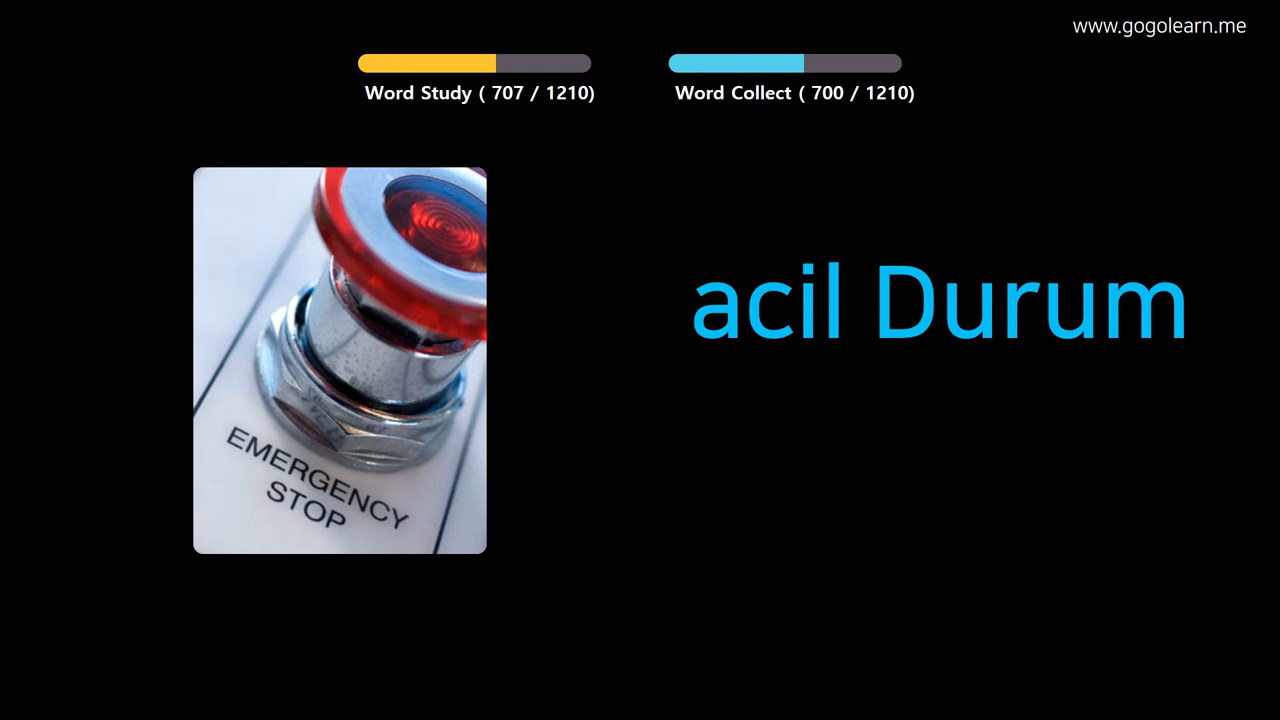 www.gogolearn.me
Word Study ( 707 / 1210)
Word Collect ( 700 / 1210)
acil Durum
EMERGENCY
STOP